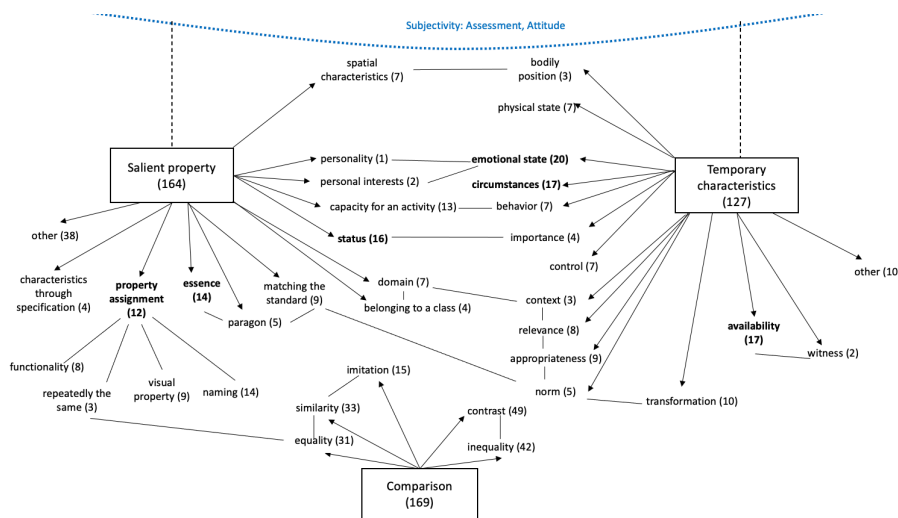 Subjectivity: Assessment, Attitude
spatial
characteristics (7)
bodily
position (3)
physical state (7)
Salient property
(164)
personality (1)
emotional state (20)
Temporary
characteristics
(127)
personal interests (2)
circumstances (17)
capacity for an activity (13)
behavior (7)
other (38)
status (16)
importance (4)
control (7)
other (10
characteristics
through
specification (4)
property
assignment
(12)
essence
(14)
matching the
standard (9)
paragon (5)
domain (7)
belonging to a class (4)
context (3)
relevance (8)
appropriateness (9)
norm (5)
availability
(17)
witness (2)
transformation (10)
functionality (8)
repeatedly the
same (3)
visual
property (9)
naming (14)
imitation (15)
similarity (33)
equality (31)
contrast (49)
inequality (42)
Comparison
(169)